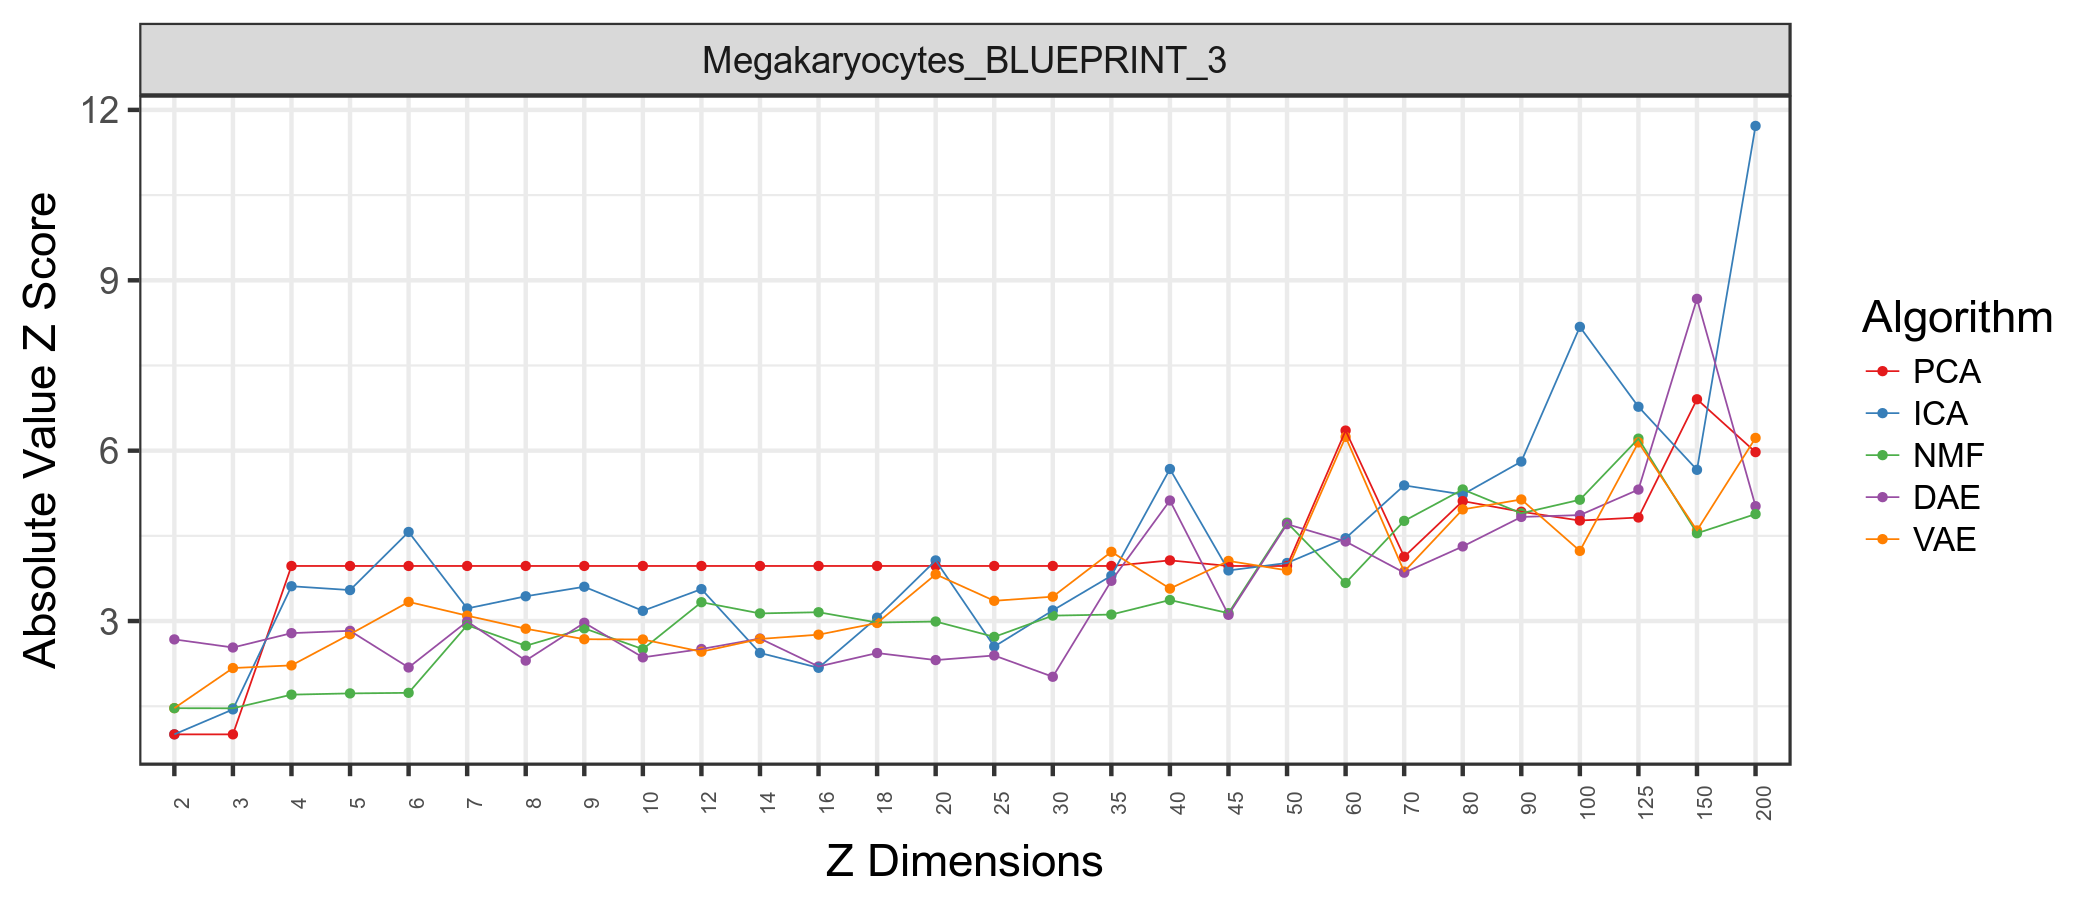 Megakaryocytes_BLUEPRINT_3
Absolute Value Z Score
12
9
6
3
2 3 4 5 6 7 8 9 10 12 14 16 18 20 25 30 35 40 45 50 60 70 80 90 100 125 150 200
Z Dimensions
Algorithm
PCA
ICA
NMF
DAE
VAE